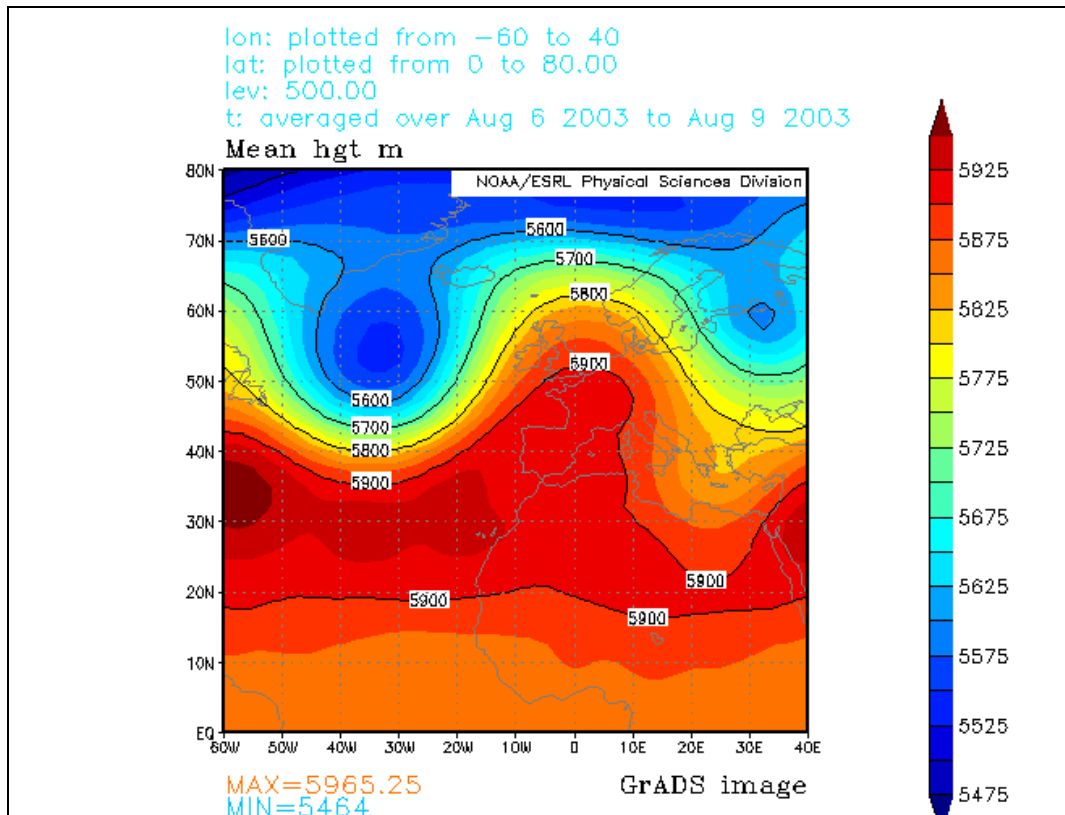 lon: plotted from -60 to 40
lat: plotted from 0 to 80.00
lev: 500.00
t: averaged over Aug 6 2003 to Aug 9 2003
Mean hgt m
NOAA/ESRL Physical Sciences Division
80N
70N
60N
50N
40N
30N
20N
10N
EQ
5600
5600
5700
5800
5900
5600
5700
5800
5900
5900
5900
5900
60W
50W
40W
30W
20W
10W
0
10E
20E
30E
40E
5925
5875
5825
5775
5725
5675
5625
5575
5525
5475
MAX=5965.25
MIN=5464
GrADS image